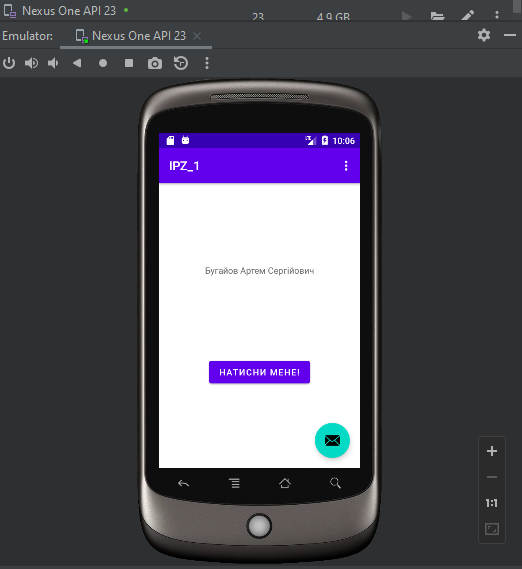 Nexus One API 23
23
4.9 GB
Emulator:
Nexus One API 23
10:06
IPZ_1
Бугайов Артем Сергійович
НАТИСНИ МЕНЕ!
1:1